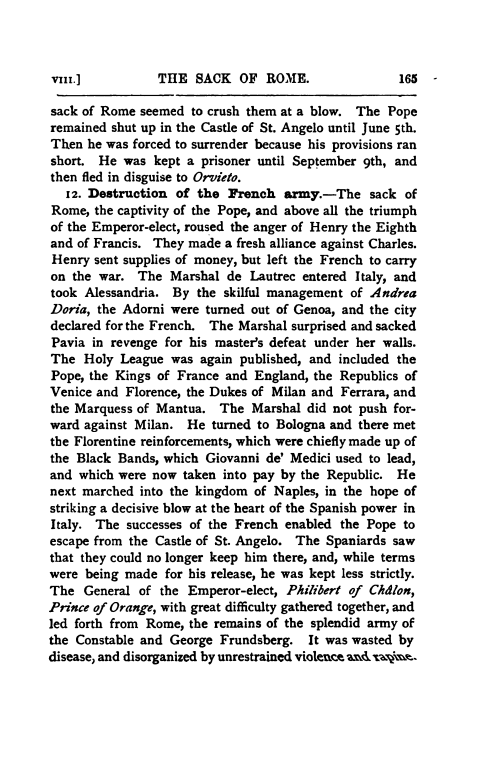 VIII.] THE SACK OF ROME. 165
sack of Rome seemed to crush them at a blow. The Pope
remained shut up in the Castle of St. Angelo until June 5th.
Then he was forced to surrender because his provisions ran
short. He was kept a prisoner until September 9th, and
then fled in disguise to Orvieto.
12. Destruction of the French army.—The sack of
Rome, the captivity of the Pope, and above all the triumph
of the Emperor-elect, roused the anger of Henry the Eighth
and of Francis. They made a fresh alliance against Charles.
Henry sent supplies of money, but left the French to carry
on the war. The Marshal de Lautrec entered Italy, and
took Alessandria. By the skilful management of Andrea
Doria, the Adorni were turned out of Genoa, and the city
declared for the French. The Marshal surprised and sacked
Pavia in revenge for his master's defeat under her walls.
The Holy League was again published, and included the
Pope, the Kings of France and England, the Republics of
Venice and Florence, the Dukes of Milan and Ferrara, and
the Marquess of Mantua. The Marshal did not push for-
ward against Milan. He turned to Bologna and there met
the Florentine reinforcements, which were chiefly made up of
the Black Bands, which Giovanni de' Medici used to lead,
and which were now taken into pay by the Republic. He
next marched into the kingdom of Naples, in the hope of
striking a decisive blow at the heart of the Spanish power in
Italy. The successes of the French enabled the Pope to
escape from the Castle of St. Angelo. The Spaniards saw
that they could no longer keep him there, and, while terms
were being made for his release, he was kept less strictly.
The General of the Emperor-elect, Philibert of Châlon,
Prince of Orange, with great difficulty gathered together, and
led forth from Rome, the remains of the splendid army of
the Constable and George Frundsberg. It was wasted by
disease, and disorganized by unrestrained violence and rapine.